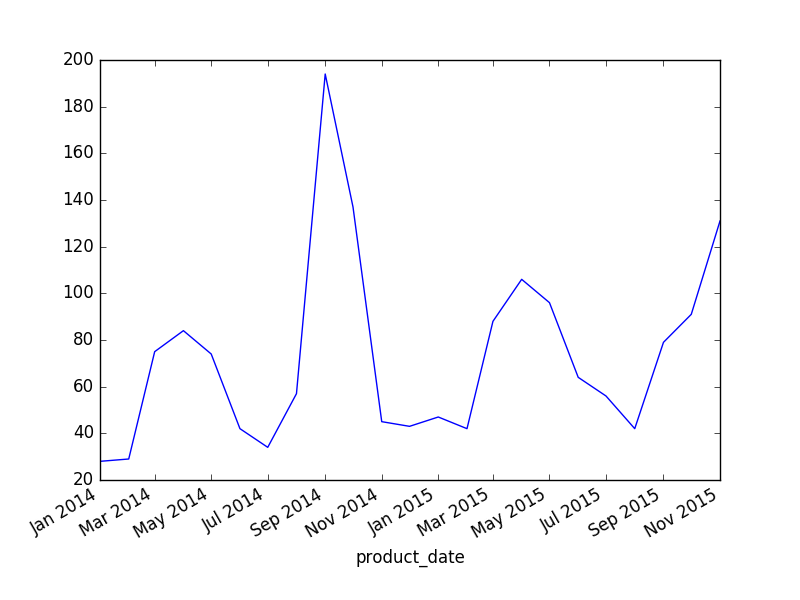 200
180
160
140
120
100
80
60
40
20
Jan 2014
Mar 2014
May 2014
Jul 2014
Sep 2014
Nov 2014
Jan 2015
Mar 2015
May 2015
Jul 2015
Sep 2015
Nov 2015
product_date